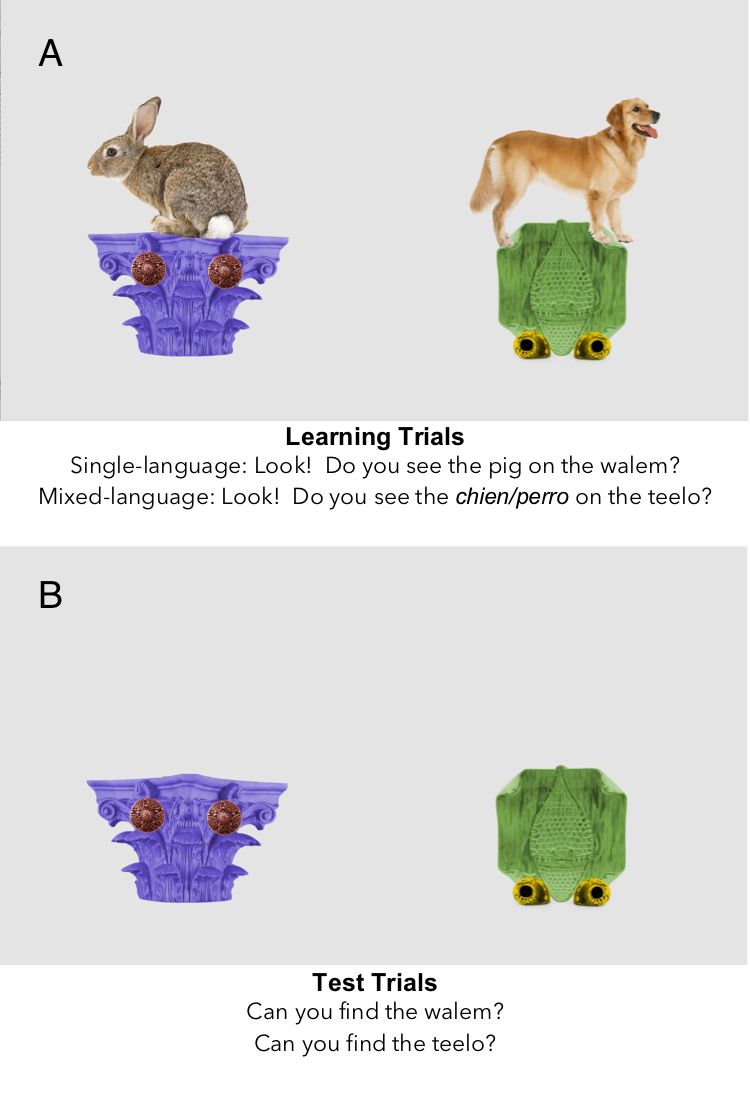 A
Learning Trials
Single-language: Look!  Do you see the pig on the walem?
Mixed-language: Look!  Do you see the chien/perro on the teelo?
B
Test Trials
Can you find the walem?
Can you find the teelo?